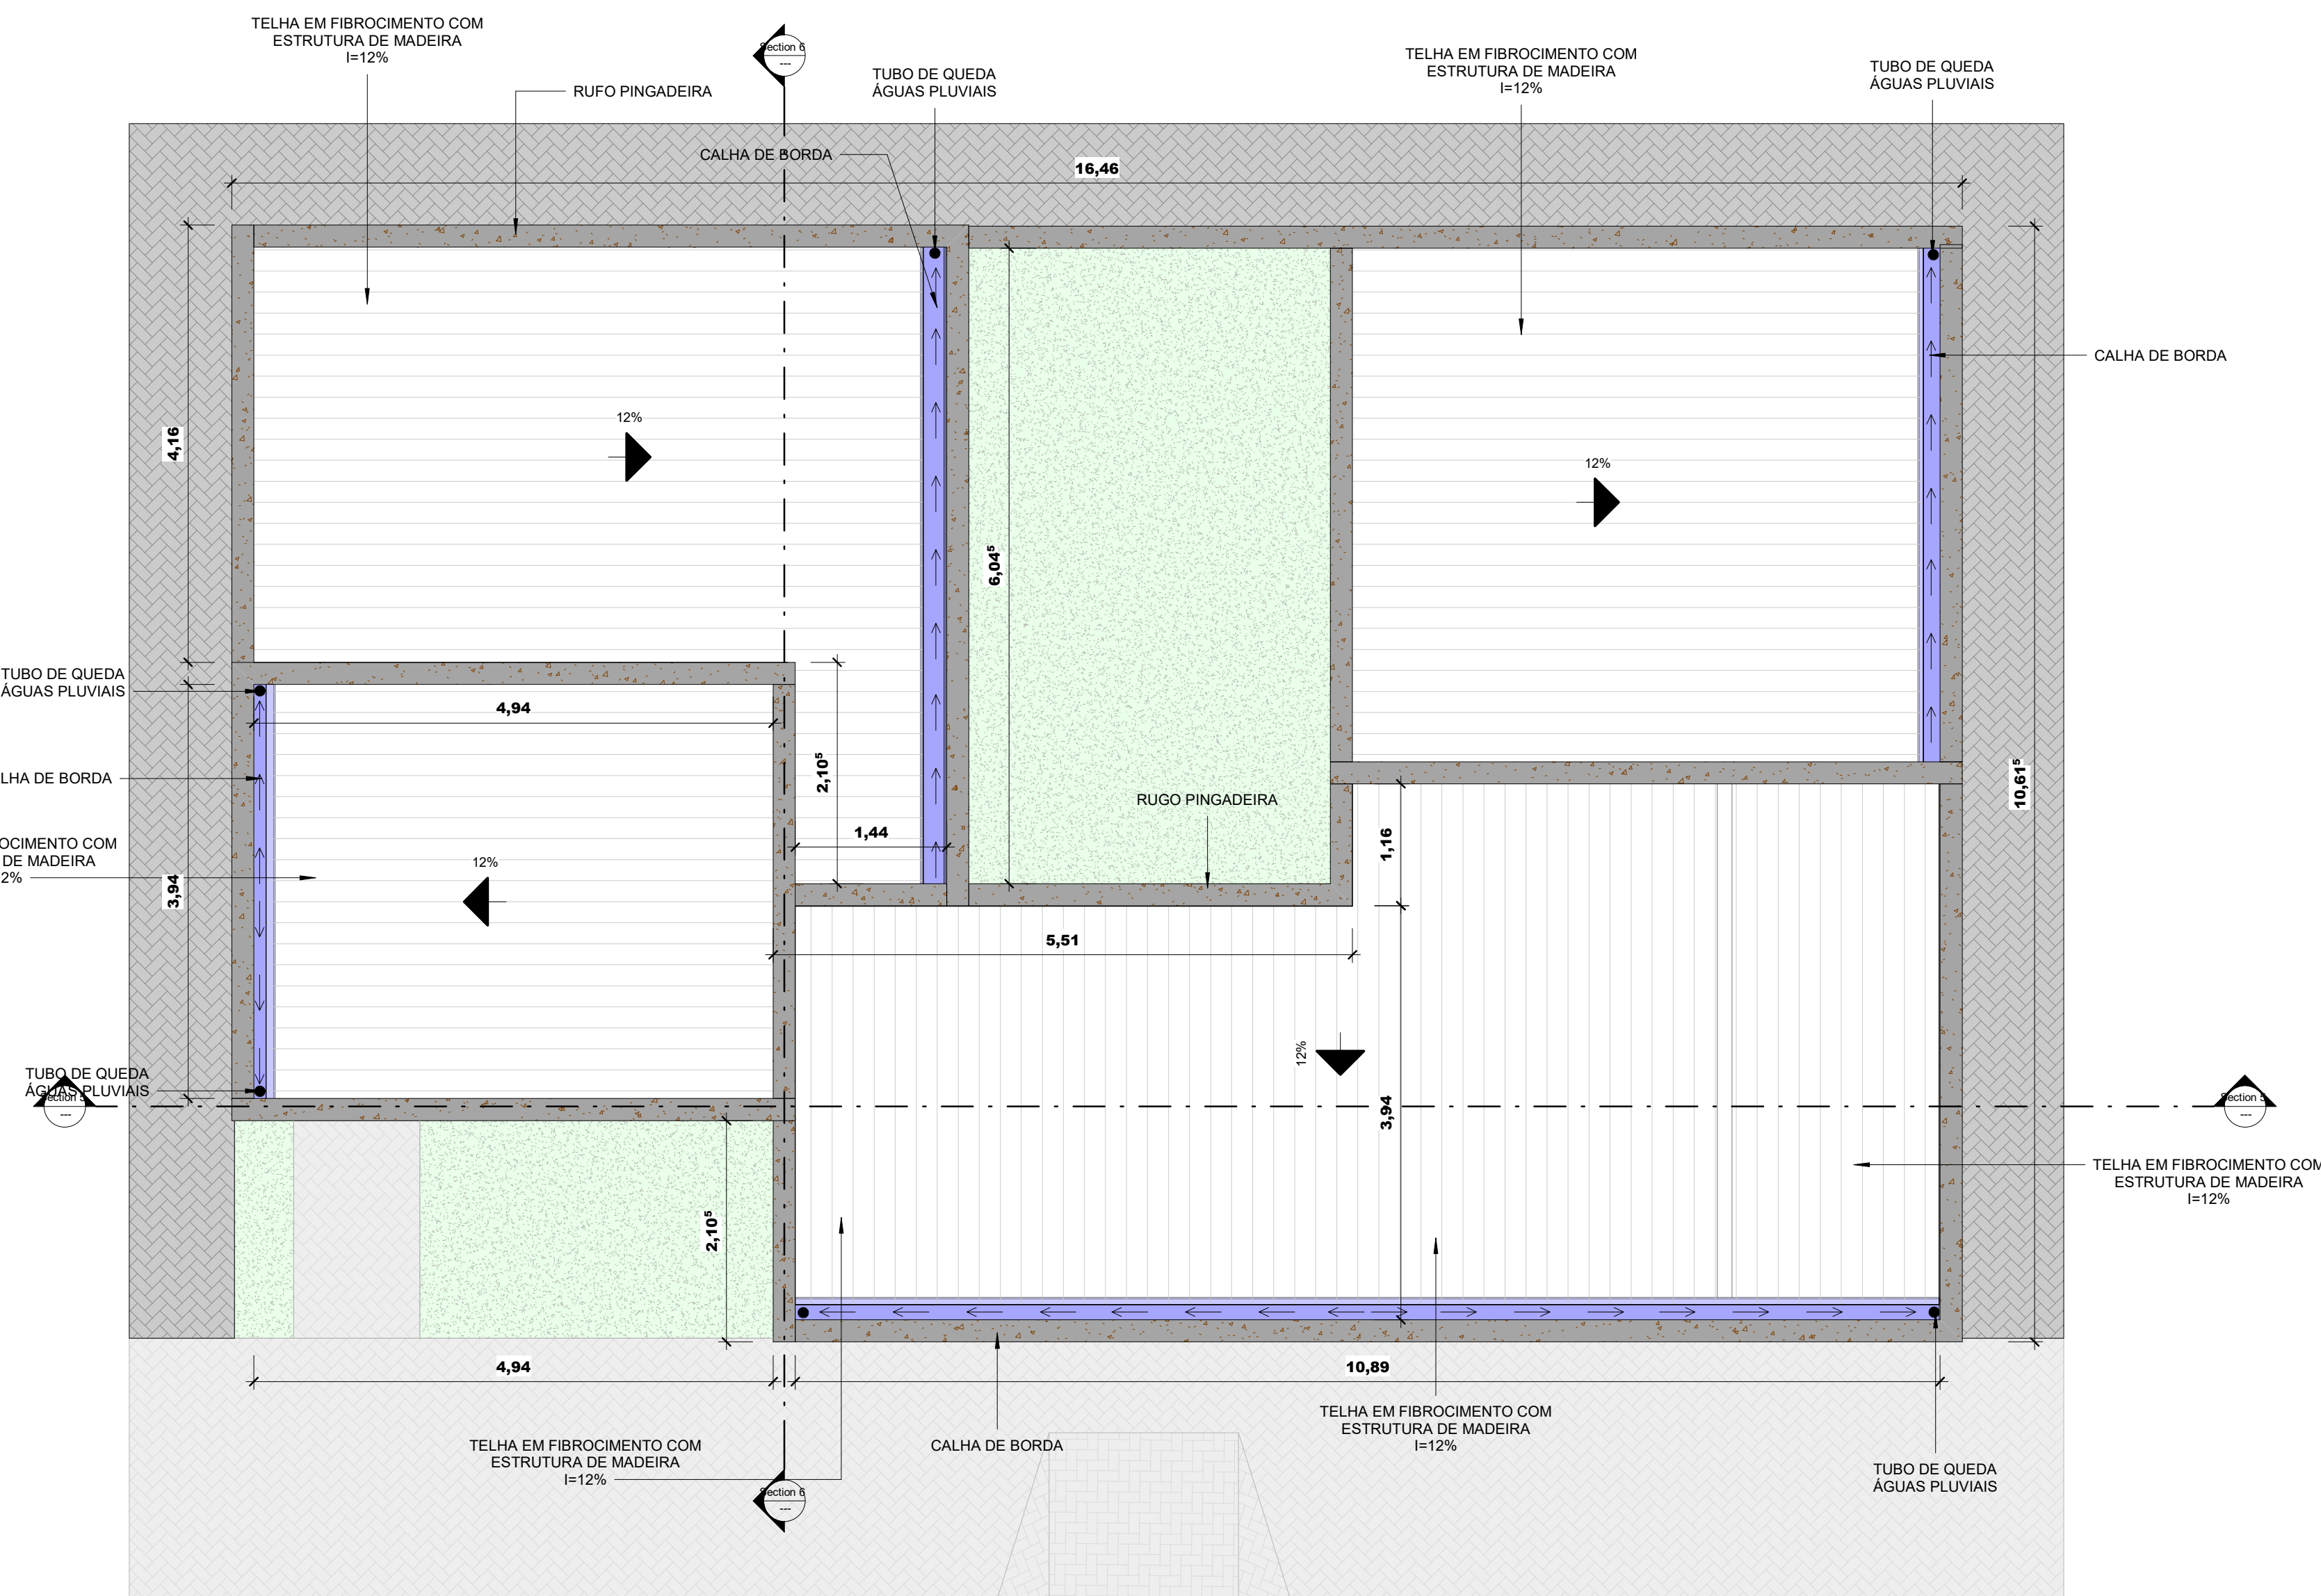 TELHA EM FIBROCIMENTO COM
ESTRUTURA DE MADEIRA
I=12%
RUFO PINGADEIRA
Section 6
---
TUBO DE QUEDA
ÁGUAS PLUVIAIS
TELHA EM FIBROCIMENTO COM
ESTRUTURA DE MADEIRA
I=12%
TUBO DE QUEDA
ÁGUAS PLUVIAIS
CALHA DE BORDA
16,46
CALHA DE BORDA
4,16
12%
12%
6,04⁵
TUBO DE QUEDA
ÁGUAS PLUVIAIS
4,94
LHA DE BORDA
2,10⁵
1,44
RUGO PINGADEIRA
1,16
10,61⁵
OCIMENTO COM
DE MADEIRA
2%
3,94
12%
5,51
12%
3,94
TUBO DE QUEDA
ÁGUAS PLUVIAIS
Section 5
---
Section 5
---
TELHA EM FIBROCIMENTO COM
ESTRUTURA DE MADEIRA
I=12%
2,10⁵
4,94
10,89
TELHA EM FIBROCIMENTO COM
ESTRUTURA DE MADEIRA
I=12%
CALHA DE BORDA
TELHA EM FIBROCIMENTO COM
ESTRUTURA DE MADEIRA
I=12%
TUBO DE QUEDA
ÁGUAS PLUVIAIS
Section 6
---